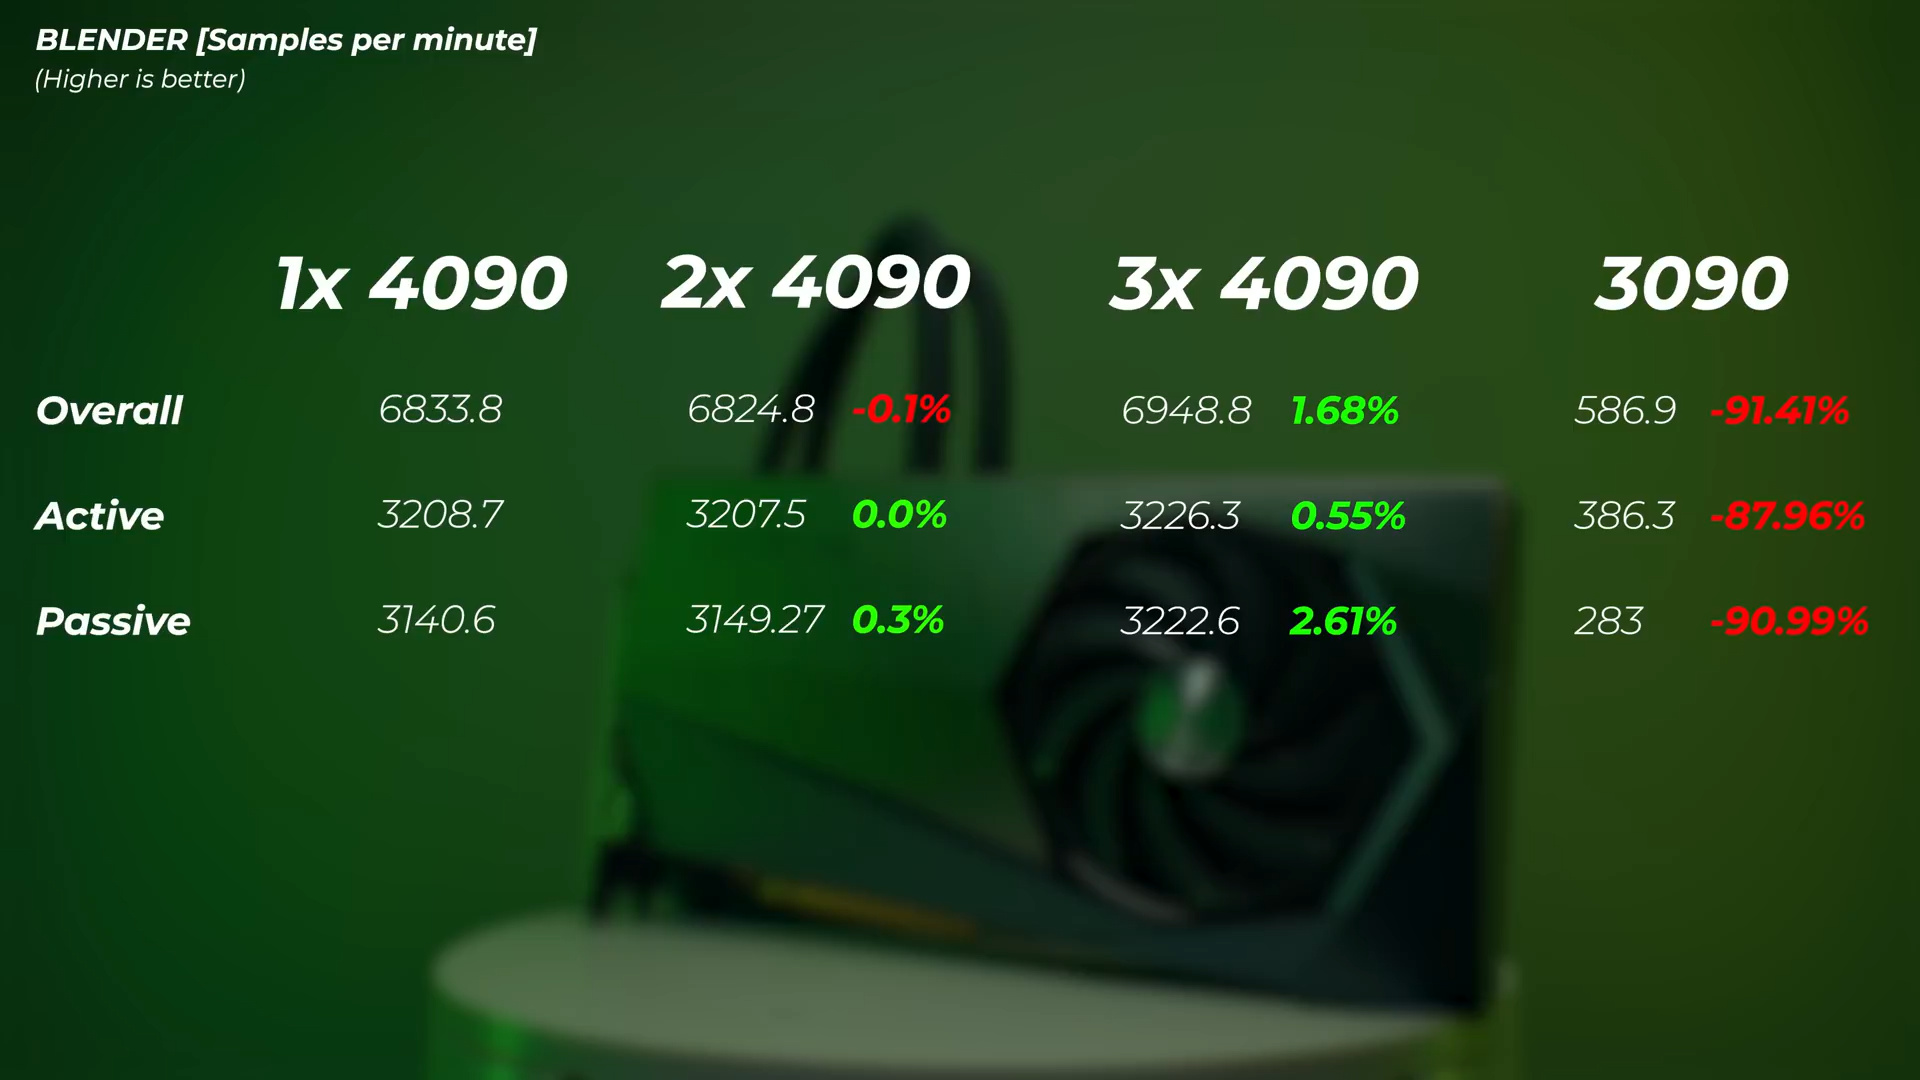 BLENDER [Samples per minute]
(Higher is better)
1x 4090 2x 4090 3x 4090 3090
Overall 6833.8 6824.8 -0.1% 6948.8 1.68% 586.9 -91.41%
Active 3208.7 3207.5 0.0% 3226.3 0.55% 386.3 -87.96%
Passive 3140.6 3149.27 0.3% 3222.6 2.61% 283 -90.99%